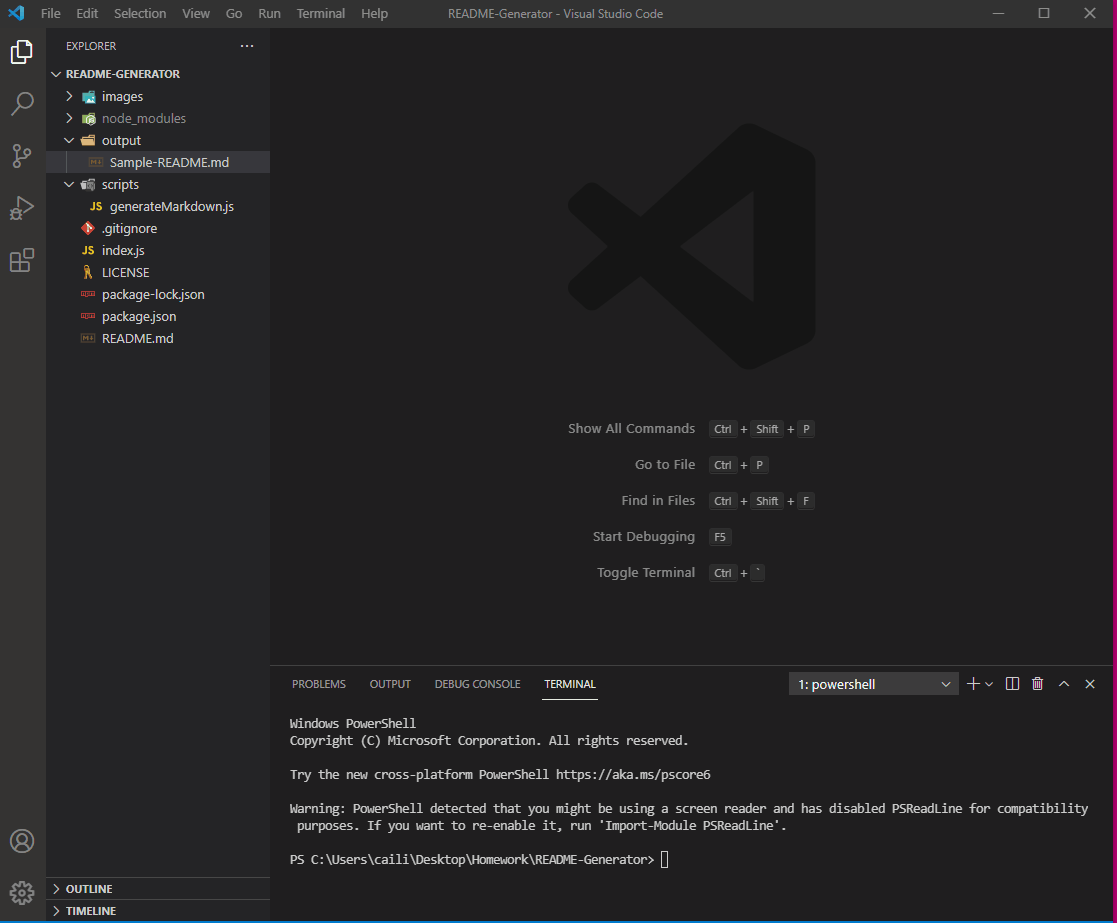 File Edit Selection View Go Run Terminal Help README-Generator - Visual Studio Code
EXPLORER
README-GENERATOR
images
node_modules
output
Sample-README.md
scripts
JS generateMarkdown.js
.gitignore
JS index.js
LICENSE
package-lock.json
package.json
README.md
Show All Commands Ctrl + Shift + P
Go to File Ctrl + P
Find in Files Ctrl + Shift + F
Start Debugging F5
Toggle Terminal Ctrl + `
PROBLEMS OUTPUT DEBUG CONSOLE TERMINAL 1: powershell
Windows PowerShell
Copyright (C) Microsoft Corporation. All rights reserved.
Try the new cross-platform PowerShell https://aka.ms/pscore6
Warning: PowerShell detected that you might be using a screen reader and has disabled PSReadLine for compatibility
purposes. If you want to re-enable it, run 'Import-Module PSReadLine'.
PS C:\Users\caili\Desktop\Homework\README-Generator>
OUTLINE
TIMELINE